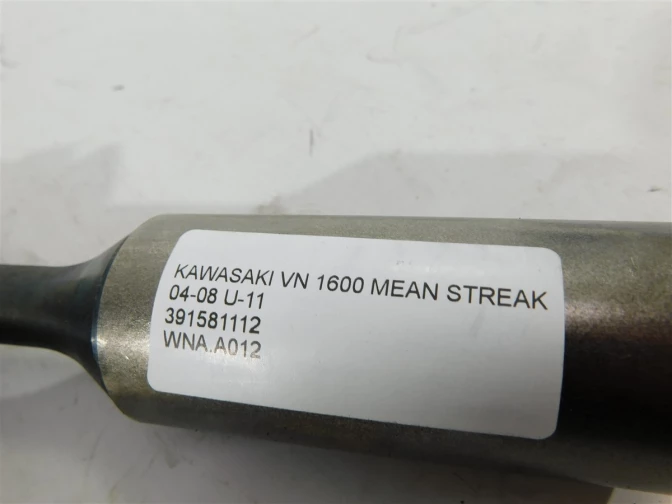 KAWASAKI VN 1600 MEAN STREAK
04-08 U-11
391581112
WNA.A012